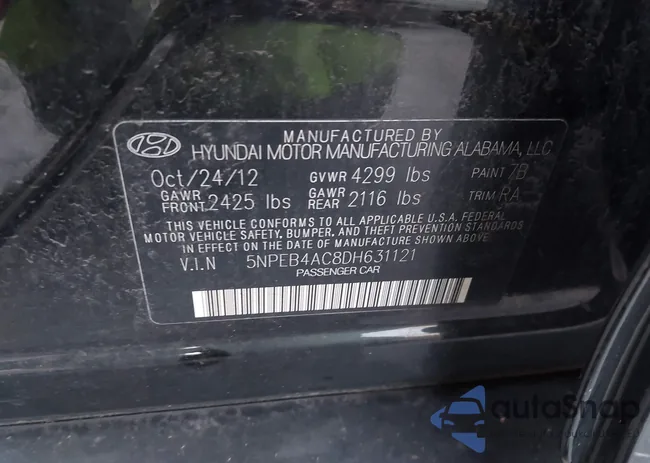 MANUFACTURED BY
HYUNDAI MOTOR MANUFACTURING ALABAMA, LLC
Oct/24/12 GVWR 4299 lbs PAINT 7B
GAWR FRONT 2425 lbs GAWR REAR 2116 lbs TRIM RA
THIS VEHICLE CONFORMS TO ALL APPLICABLE U.S.A. FEDERAL
MOTOR VEHICLE SAFETY, BUMPER, AND THEFT PREVENTION STANDARDS
IN EFFECT ON THE DATE OF MANUFACTURE SHOWN ABOVE.
V.I.N 5NPEB4AC8DH631121
PASSENGER CAR
autoSnap